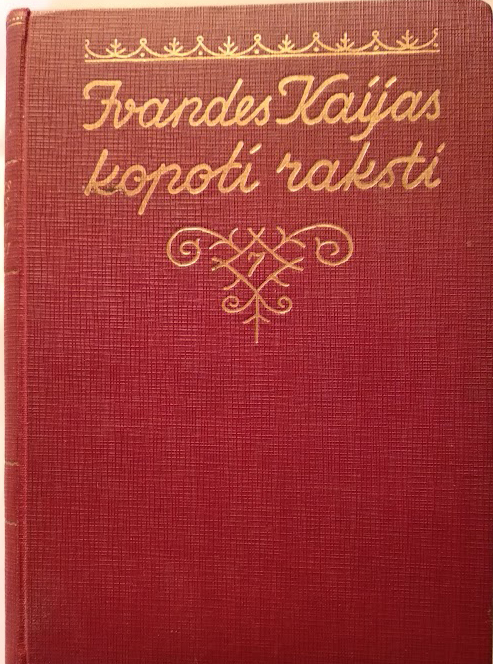 Ivandes Kaijas
kopoti raksti
7